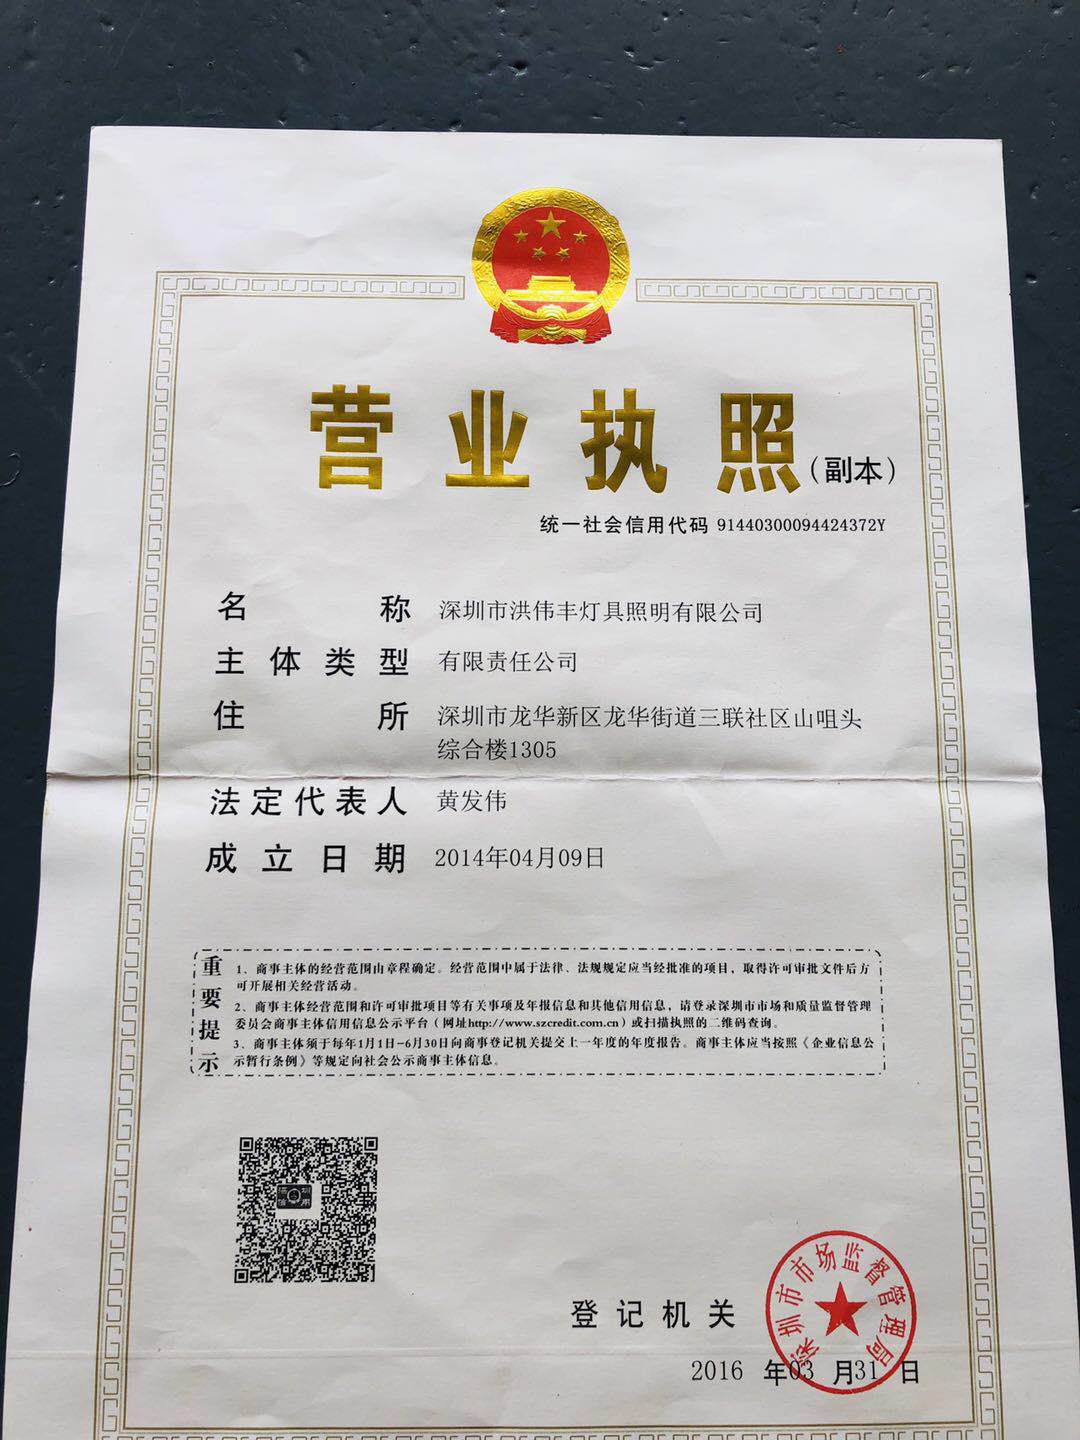 营业执照(副本)
统一社会信用代码 91440300094424372Y
名称 深圳市洪伟丰灯具照明有限公司
主体类型 有限责任公司
住所 深圳市龙华新区龙华街道三联社区山咀头
综合楼1305
法定代表人 黄发伟
成立日期 2014年04月09日
重要提示
1、商事主体的经营范围由章程确定。经营范围中属于法律、法规规定应当经批准的项目，取得许可审批文件后方
可开展相关经营活动。
2、商事主体经营范围和许可审批项目等有关事项及年报信息和其他信用信息，请登录深圳市市场和质量监督管理
委员会商事主体信用信息公示平台（网址http://www.szcredit.com.cn）或扫描执照的二维码查询。
3、商事主体须于每年1月1日-6月30日向商事登记机关提交上一年度的年度报告。商事主体应当按照《企业信息公
示暂行条例》等规定向社会公示商事主体信息。
登记机关
深圳市市场监督管理局
2016 年03 月31 日